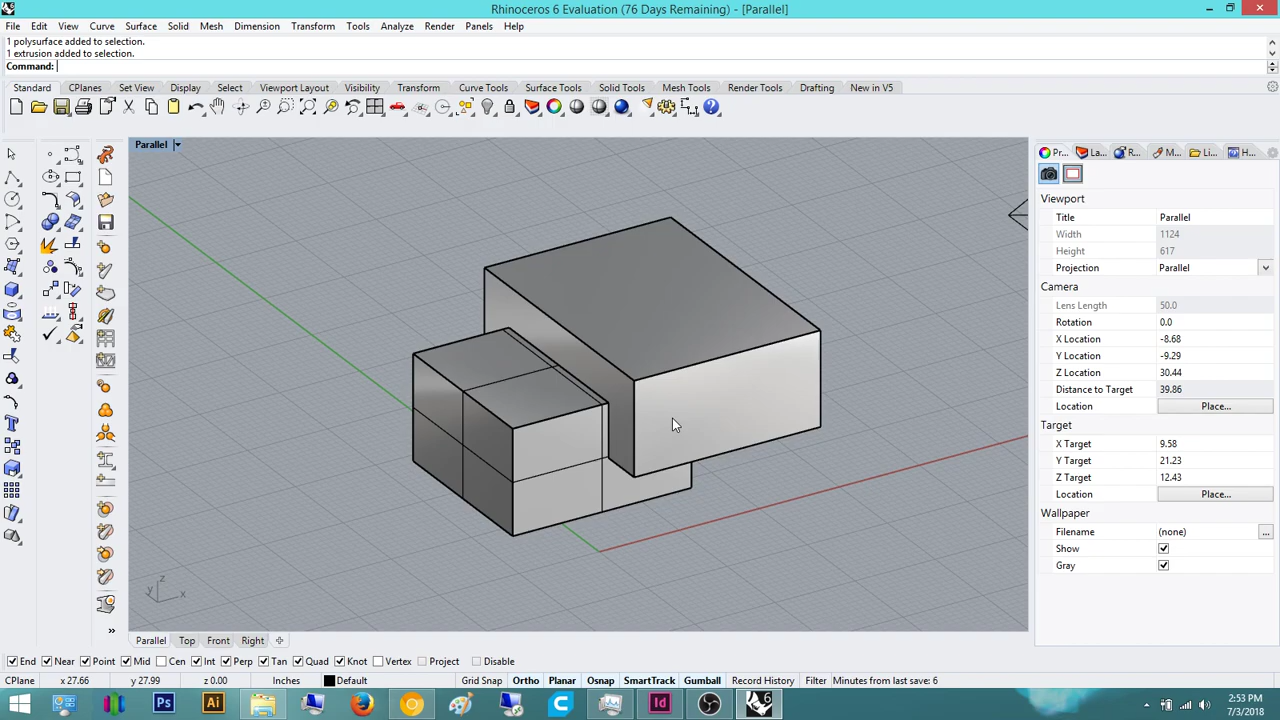 Rhinoceros 6 Evaluation (76 Days Remaining) - [Parallel]
File Edit View Curve Surface Solid Mesh Dimension Transform Tools Analyze Render Panels Help
1 polysurface added to selection.
1 extrusion added to selection.
Command:
Standard CPlanes Set View Display Select Viewport Layout Visibility Transform Curve Tools Surface Tools Solid Tools Mesh Tools Render Tools Drafting New in V5
Parallel
Pr... La... R... M... Li... H...
Viewport
Title Parallel
Width 1124
Height 617
Projection Parallel
Camera
Lens Length 50.0
Rotation 0.0
X Location -8.68
Y Location -9.29
Z Location 30.44
Distance to Target 39.86
Location Place...
Target
X Target 9.58
Y Target 21.23
Z Target 12.43
Location Place...
Wallpaper
Filename (none) ...
Show
Gray
z
y x
Parallel Top Front Right
End Near Point Mid Cen Int Perp Tan Quad Knot Vertex Project Disable
CPlane x 27.66 y 27.99 z 0.00 Inches Default Grid Snap Ortho Planar Osnap SmartTrack Gumball Record History Filter Minutes from last save: 6
Ps Ai Id 6
2:53 PM
7/3/2018